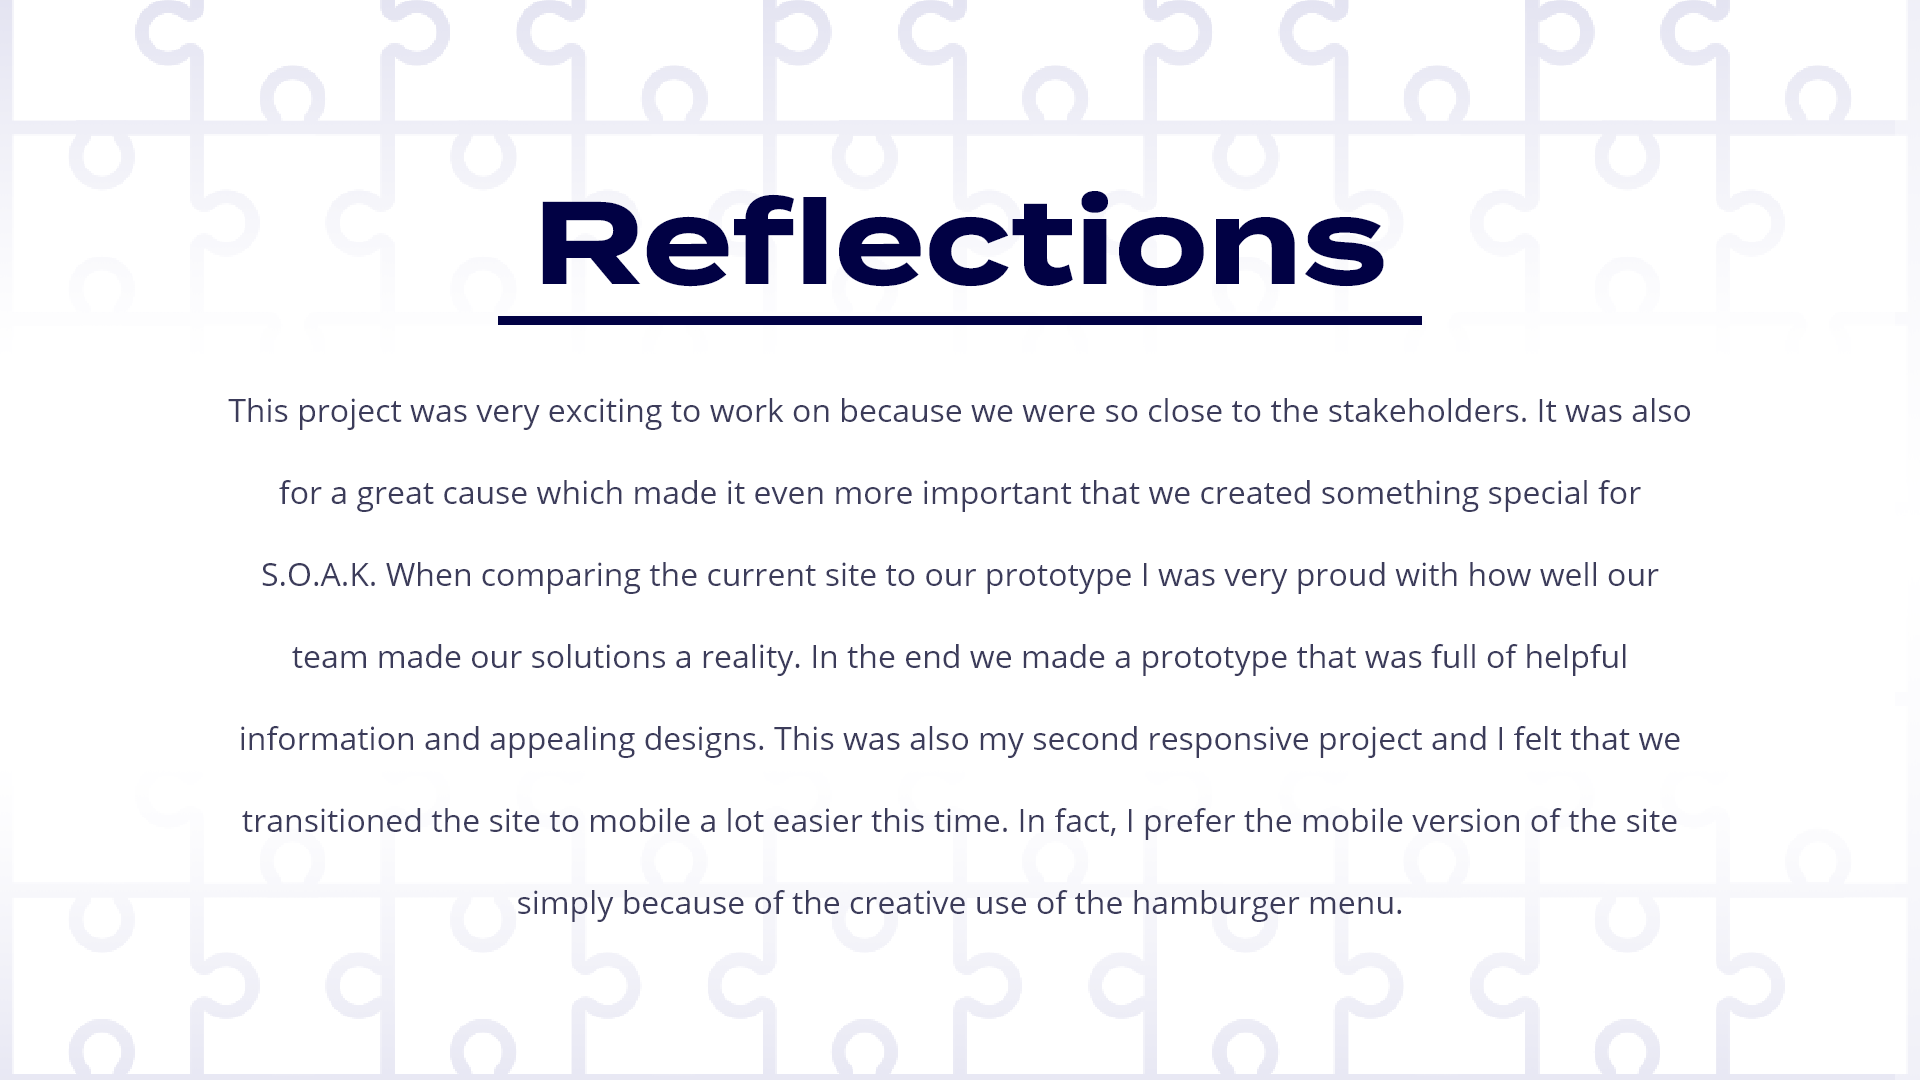 Reflections
This project was very exciting to work on because we were so close to the stakeholders. It was also
for a great cause which made it even more important that we created something special for
S.O.A.K. When comparing the current site to our prototype I was very proud with how well our
team made our solutions a reality. In the end we made a prototype that was full of helpful
information and appealing designs. This was also my second responsive project and I felt that we
transitioned the site to mobile a lot easier this time. In fact, I prefer the mobile version of the site
simply because of the creative use of the hamburger menu.